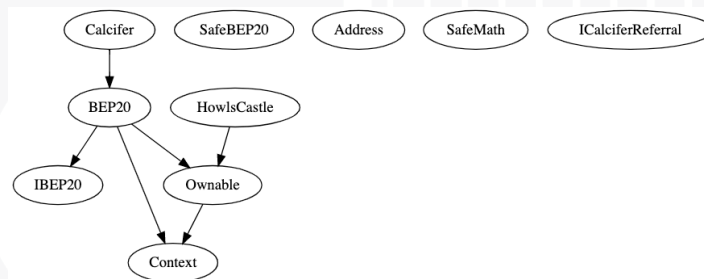 Calcifer SafeBEP20 Address SafeMath ICalciferReferral
BEP20 HowlsCastle
IBEP20 Ownable
Context